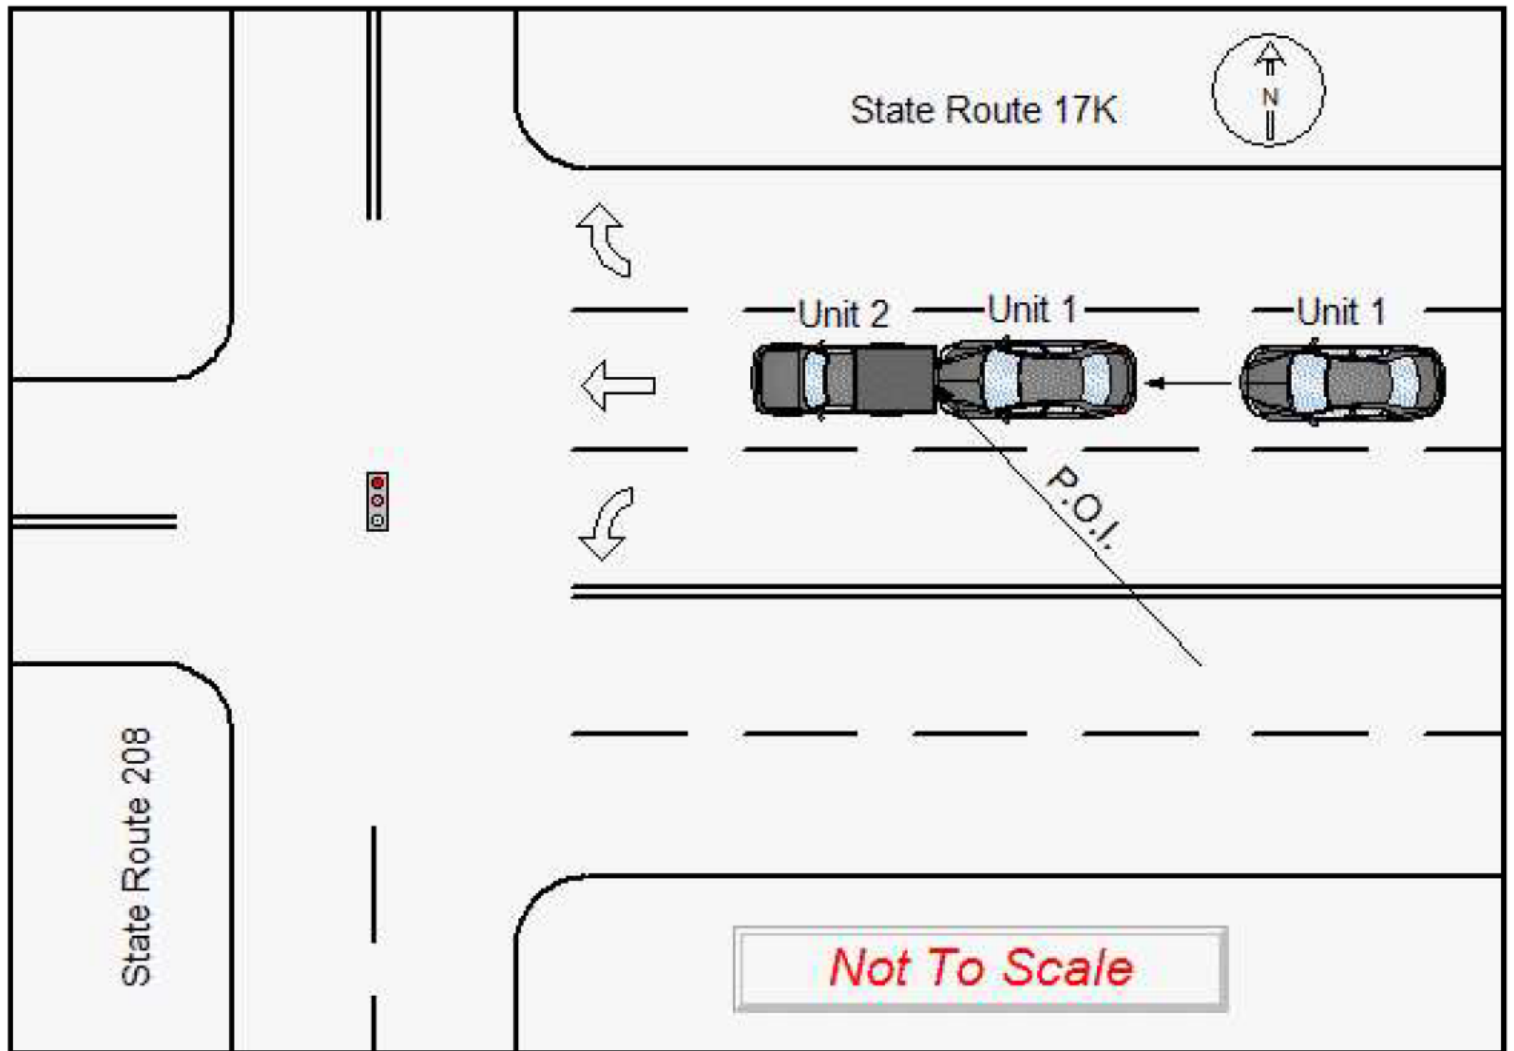 State Route 17K
N
Unit 2
Unit 1
Unit 1
P.O.I.
State Route 208
Not To Scale